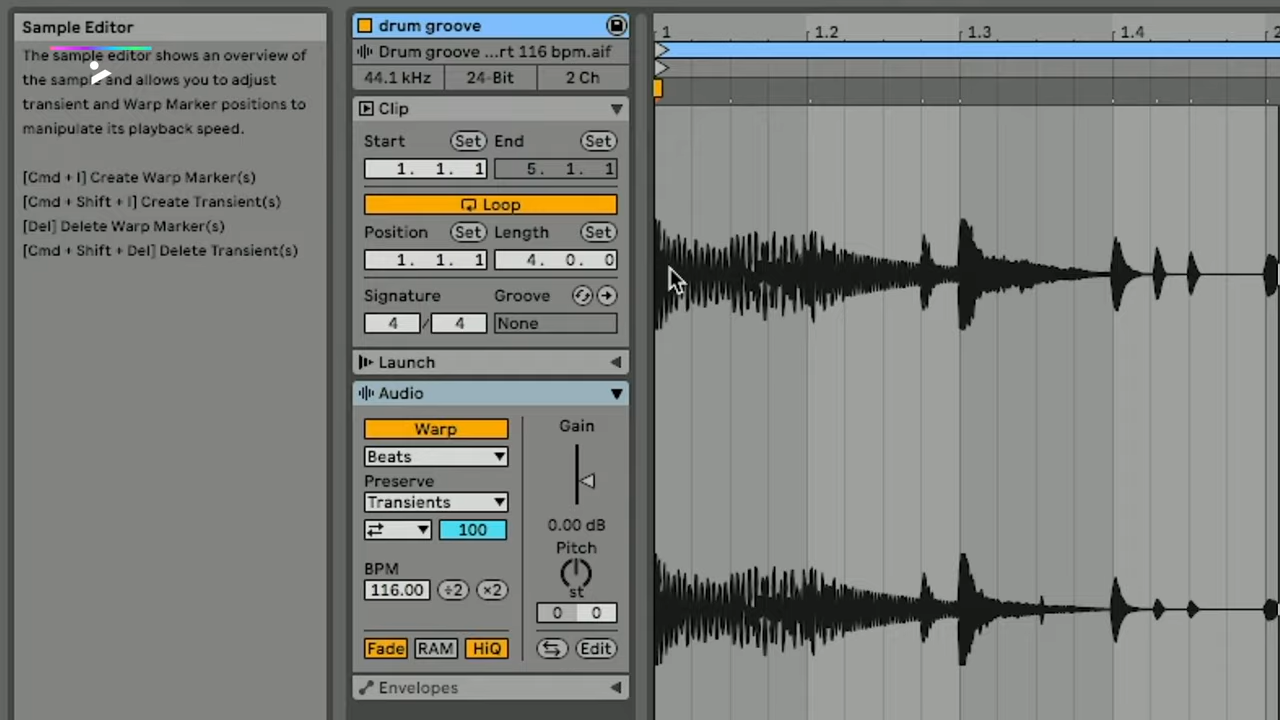 Sample Editor
The sample editor shows an overview of
the sample and allows you to adjust
transient and Warp Marker positions to
manipulate its playback speed.
[Cmd + I] Create Warp Marker(s)
[Cmd + Shift + I] Create Transient(s)
[Del] Delete Warp Marker(s)
[Cmd + Shift + Del] Delete Transient(s)
drum groove
Drum groove ...rt 116 bpm.aif
44.1 kHz 24-Bit 2 Ch
Clip
Start Set End Set
1. 1. 1 5. 1. 1
Loop
Position Set Length Set
1. 1. 1 4. 0. 0
Signature Groove
4 / 4 None
Launch
Audio
Warp Gain
Beats
Preserve
Transients
100 0.00 dB
Pitch
BPM st
116.00 ÷2 ×2
0 0
Fade RAM HiQ Edit
Envelopes
1 1.2 1.3 1.4 2